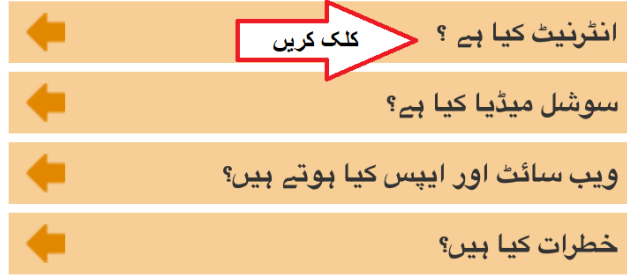 انٹرنیٹ کیا ہے ؟
کلک کریں
سوشل میڈیا کیا ہے؟
ویب سائٹ اور ایپس کیا ہوتے ہیں؟
خطرات کیا ہیں؟